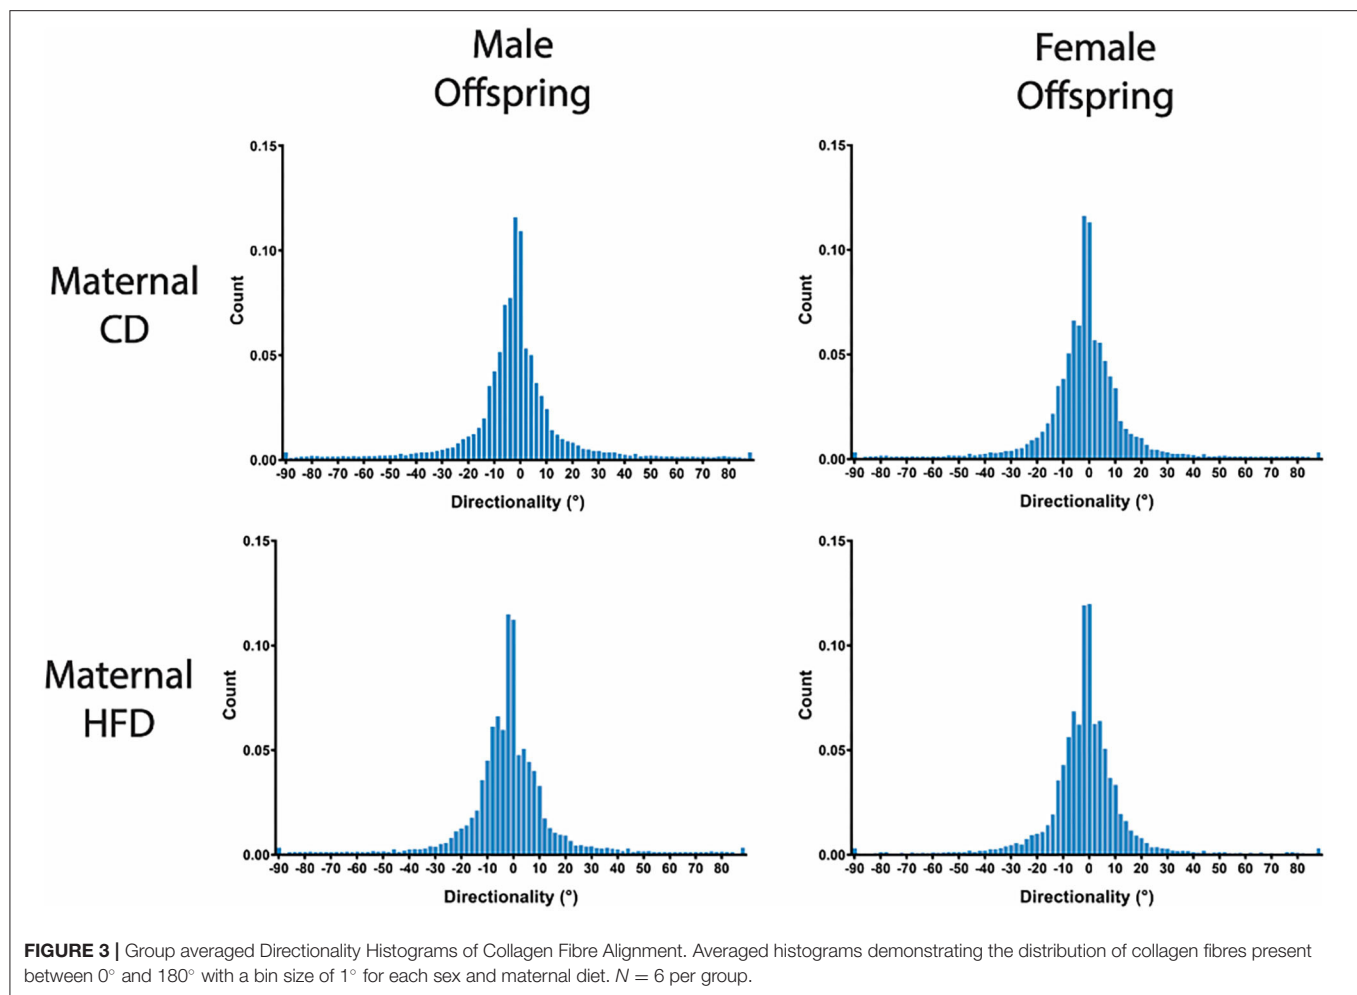 Male
Offspring
Female
Offspring
Maternal
CD
0.15
0.10
0.05
0.00
Count
-90 -80 -70 -60 -50 -40 -30 -20 -10 0 10 20 30 40 50 60 70 80
Directionality (°)
0.15
0.10
0.05
0.00
Count
-90 -80 -70 -60 -50 -40 -30 -20 -10 0 10 20 30 40 50 60 70 80
Directionality (°)
Maternal
HFD
0.15
0.10
0.05
0.00
Count
-90 -80 -70 -60 -50 -40 -30 -20 -10 0 10 20 30 40 50 60 70 80
Directionality (°)
0.15
0.10
0.05
0.00
Count
-90 -80 -70 -60 -50 -40 -30 -20 -10 0 10 20 30 40 50 60 70 80
Directionality (°)
FIGURE 3 | Group averaged Directionality Histograms of Collagen Fibre Alignment. Averaged histograms demonstrating the distribution of collagen fibres present
between 0° and 180° with a bin size of 1° for each sex and maternal diet. N = 6 per group.